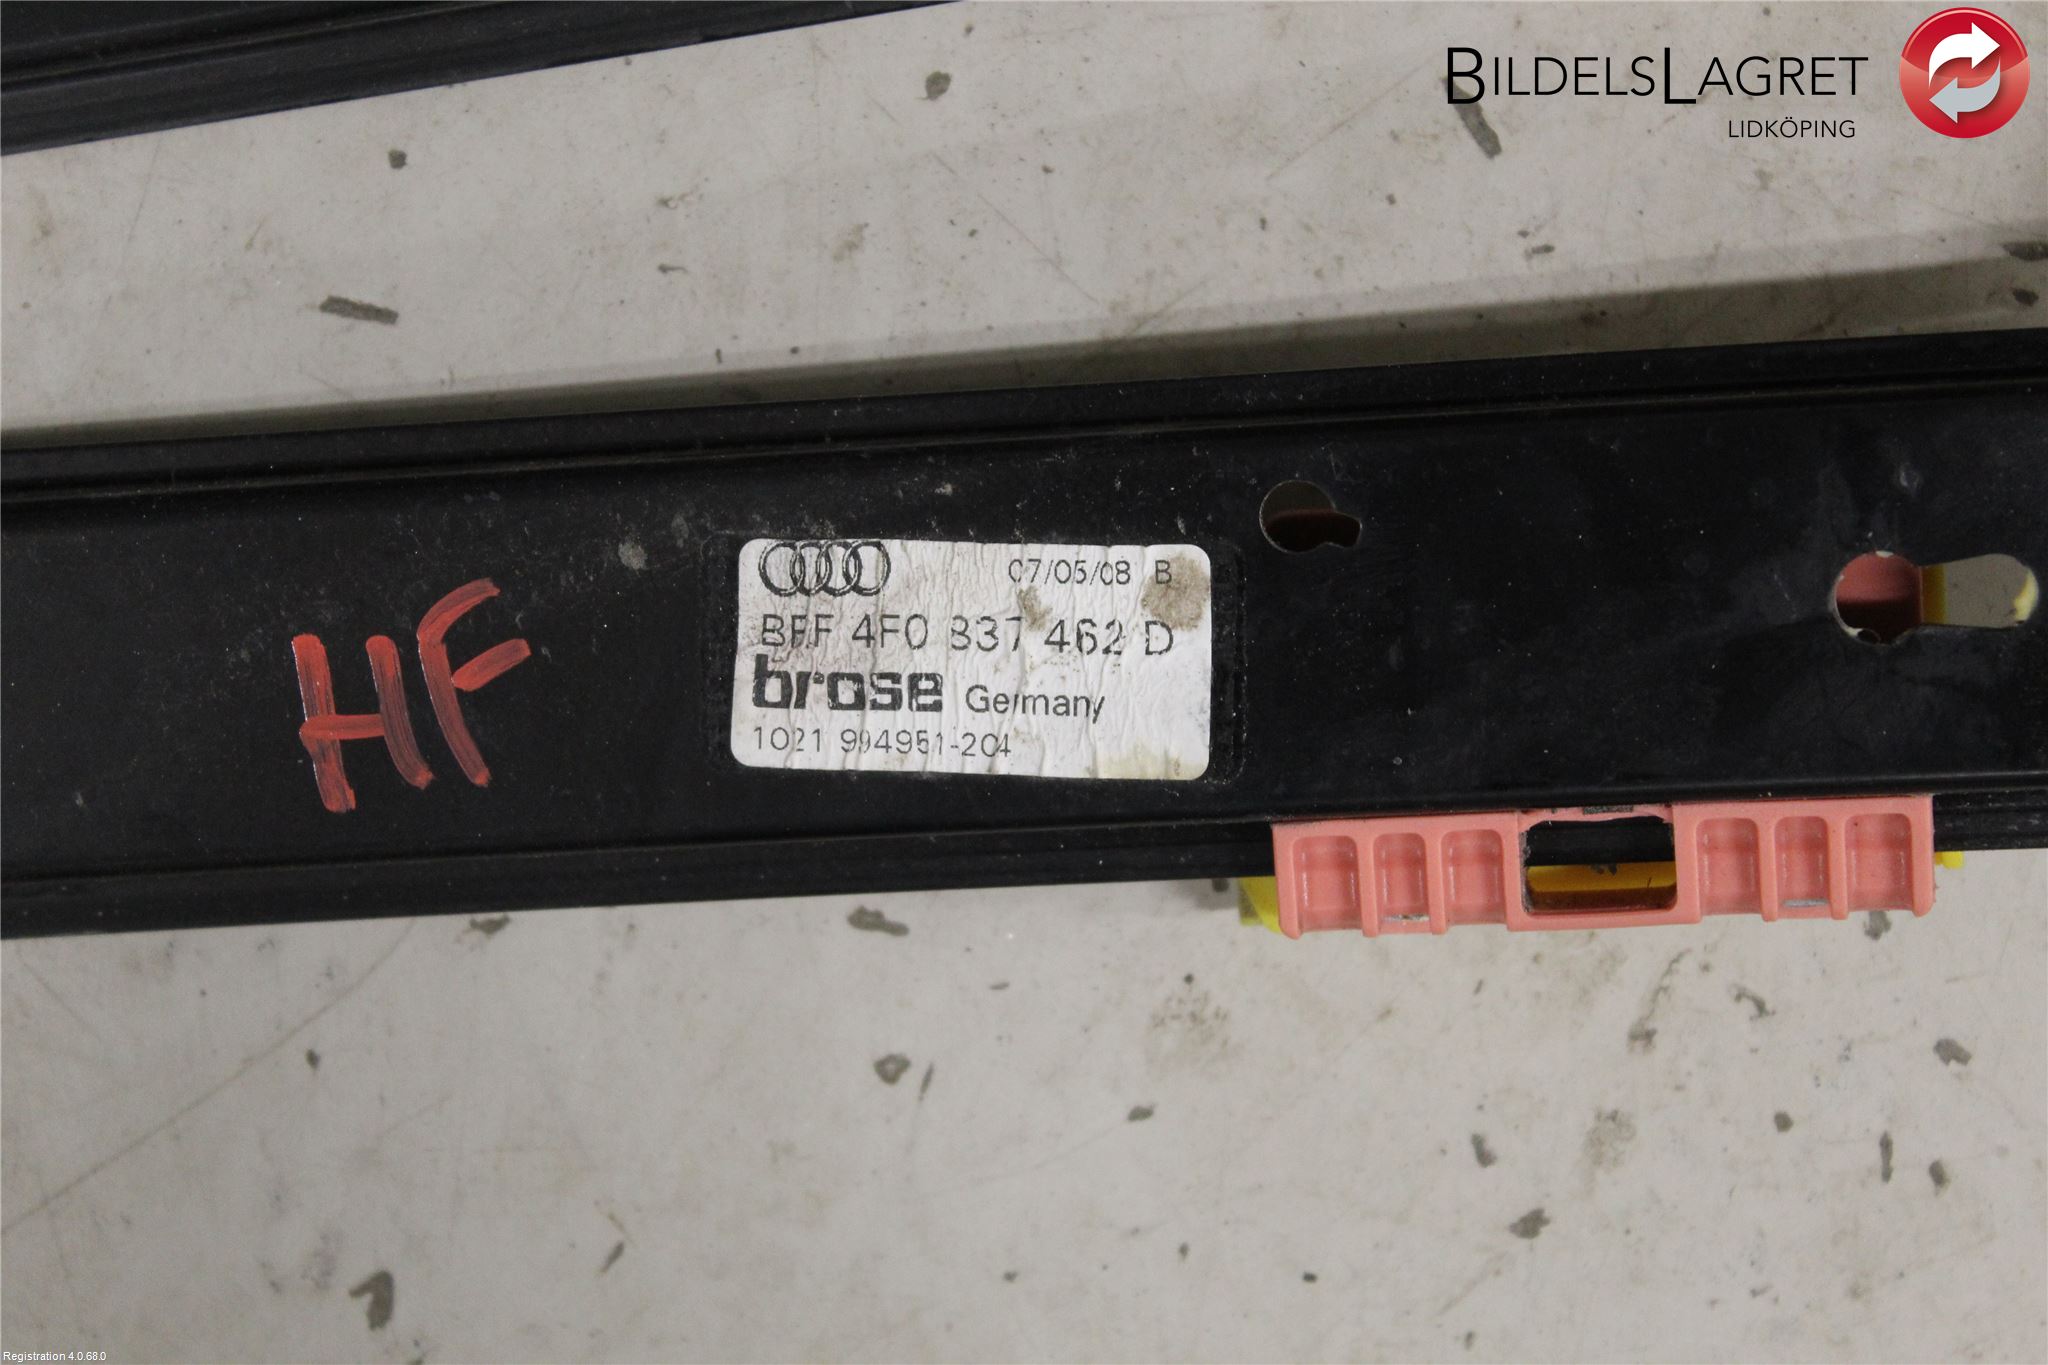 BILDELSLAGRET
LIDKÖPING
HF
07/05/08 B
BFF 4F0 837 462 D
brose Germany
1021 994951-204
Registration 4.0.68.0